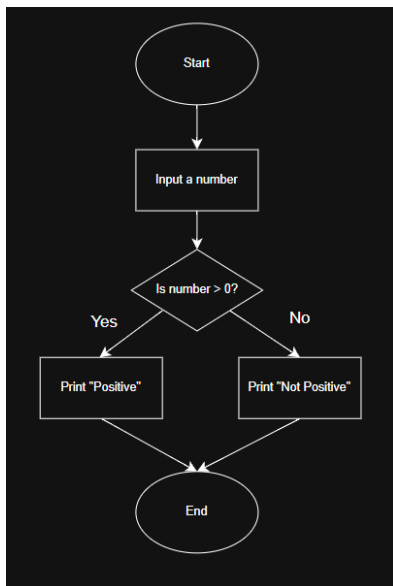 Start
Input a number
Is number > 0?
Yes
No
Print "Positive"
Print "Not Positive"
End